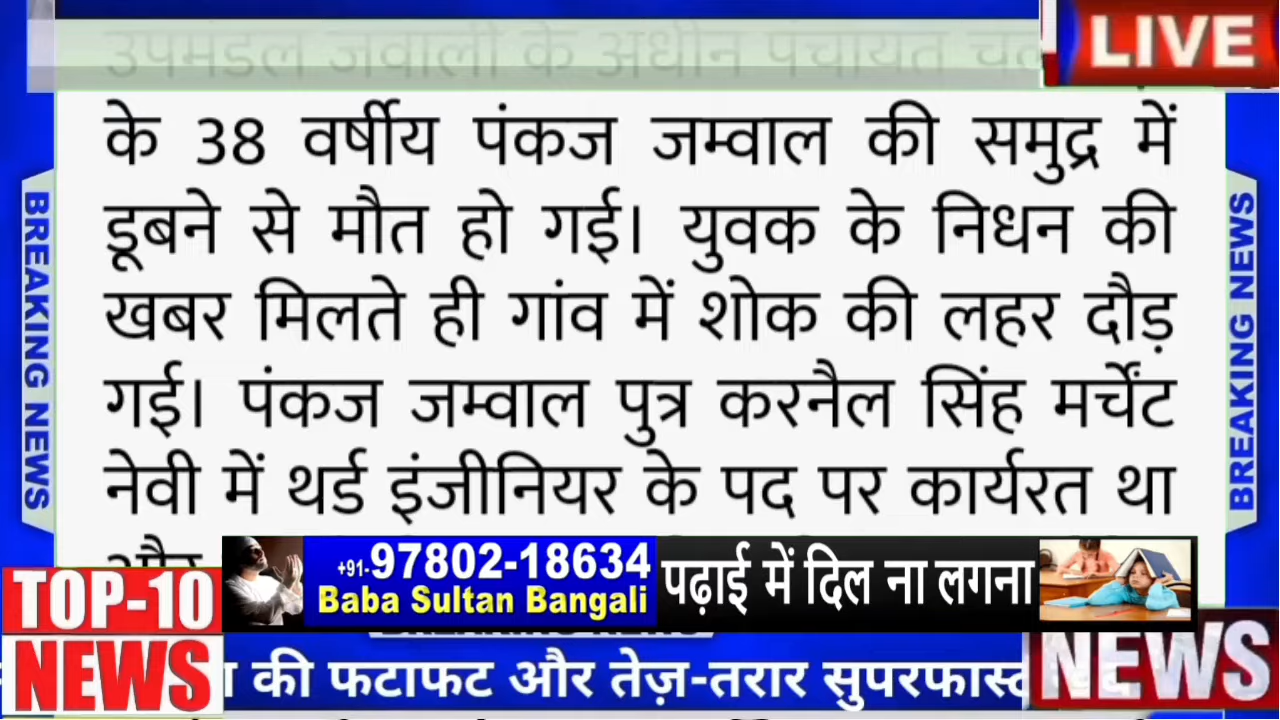 उपमंडल जवाली के अधीन पंचायत
LIVE
के 38 वर्षीय पंकज जम्वाल की समुद्र में
डूबने से मौत हो गई। युवक के निधन की
खबर मिलते ही गांव में शोक की लहर दौड़
गई। पंकज जम्वाल पुत्र करनैल सिंह मर्चेंट
नेवी में थर्ड इंजीनियर के पद पर कार्यरत था
और
BREAKING NEWS
BREAKING NEWS
+91-97802-18634
Baba Sultan Bangali
पढ़ाई में दिल ना लगना
TOP-10
NEWS
की फटाफट और तेज़-तरार सुपरफास्ट
NEWS